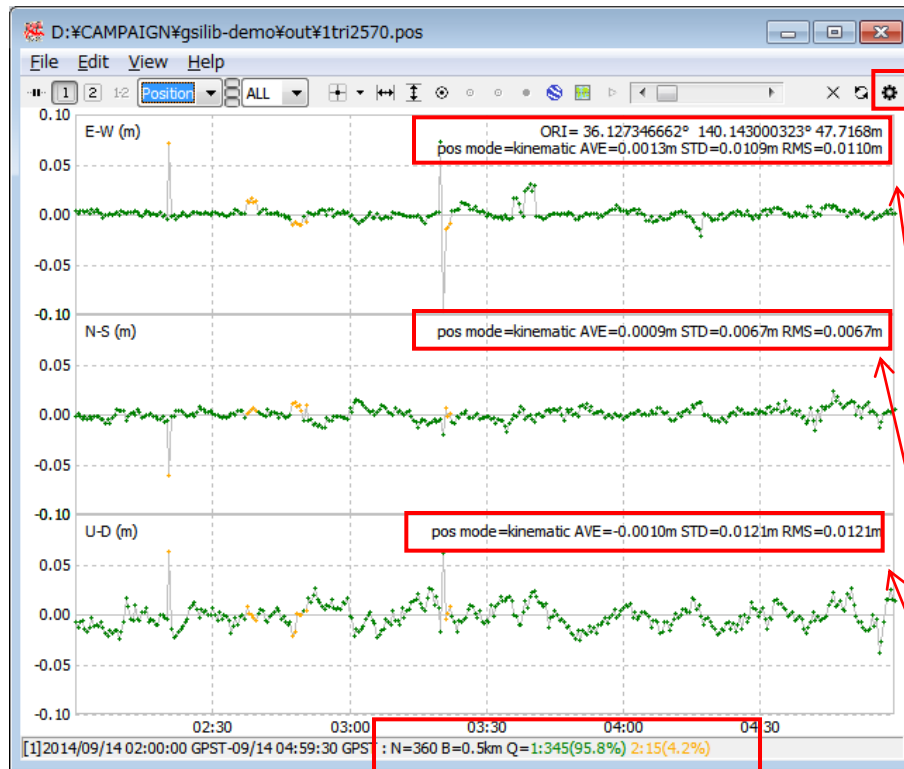 D:¥CAMPAIGN¥gsilib-demo¥out¥1tri2570.pos
File Edit View Help
1 2 1-2 Position ALL
0.10
E-W (m)
ORI= 36.127346662° 140.143000323° 47.7168m
pos mode=kinematic AVE=0.0013m STD=0.0109m RMS=0.0110m
0.05
0.00
-0.05
-0.10
N-S (m)
pos mode=kinematic AVE=0.0009m STD=0.0067m RMS=0.0067m
0.05
0.00
-0.05
-0.10
U-D (m)
pos mode=kinematic AVE=-0.0010m STD=0.0121m RMS=0.0121m
0.05
0.00
-0.05
-0.10
02:30 03:00 03:30 04:00 04:30
[1]2014/09/14 02:00:00 GPST-09/14 04:59:30 GPST : N=360 B=0.5km Q=1:345(95.8%) 2:15(4.2%)